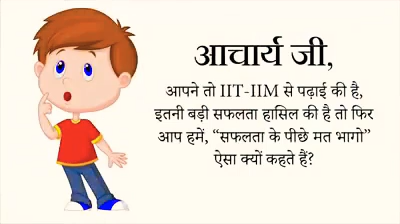 आचार्य जी,
आपने तो IIT-IIM से पढ़ाई की है,
इतनी बड़ी सफलता हासिल की है तो फिर
आप हमें, “सफलता के पीछे मत भागो”
ऐसा क्यों कहते हैं?